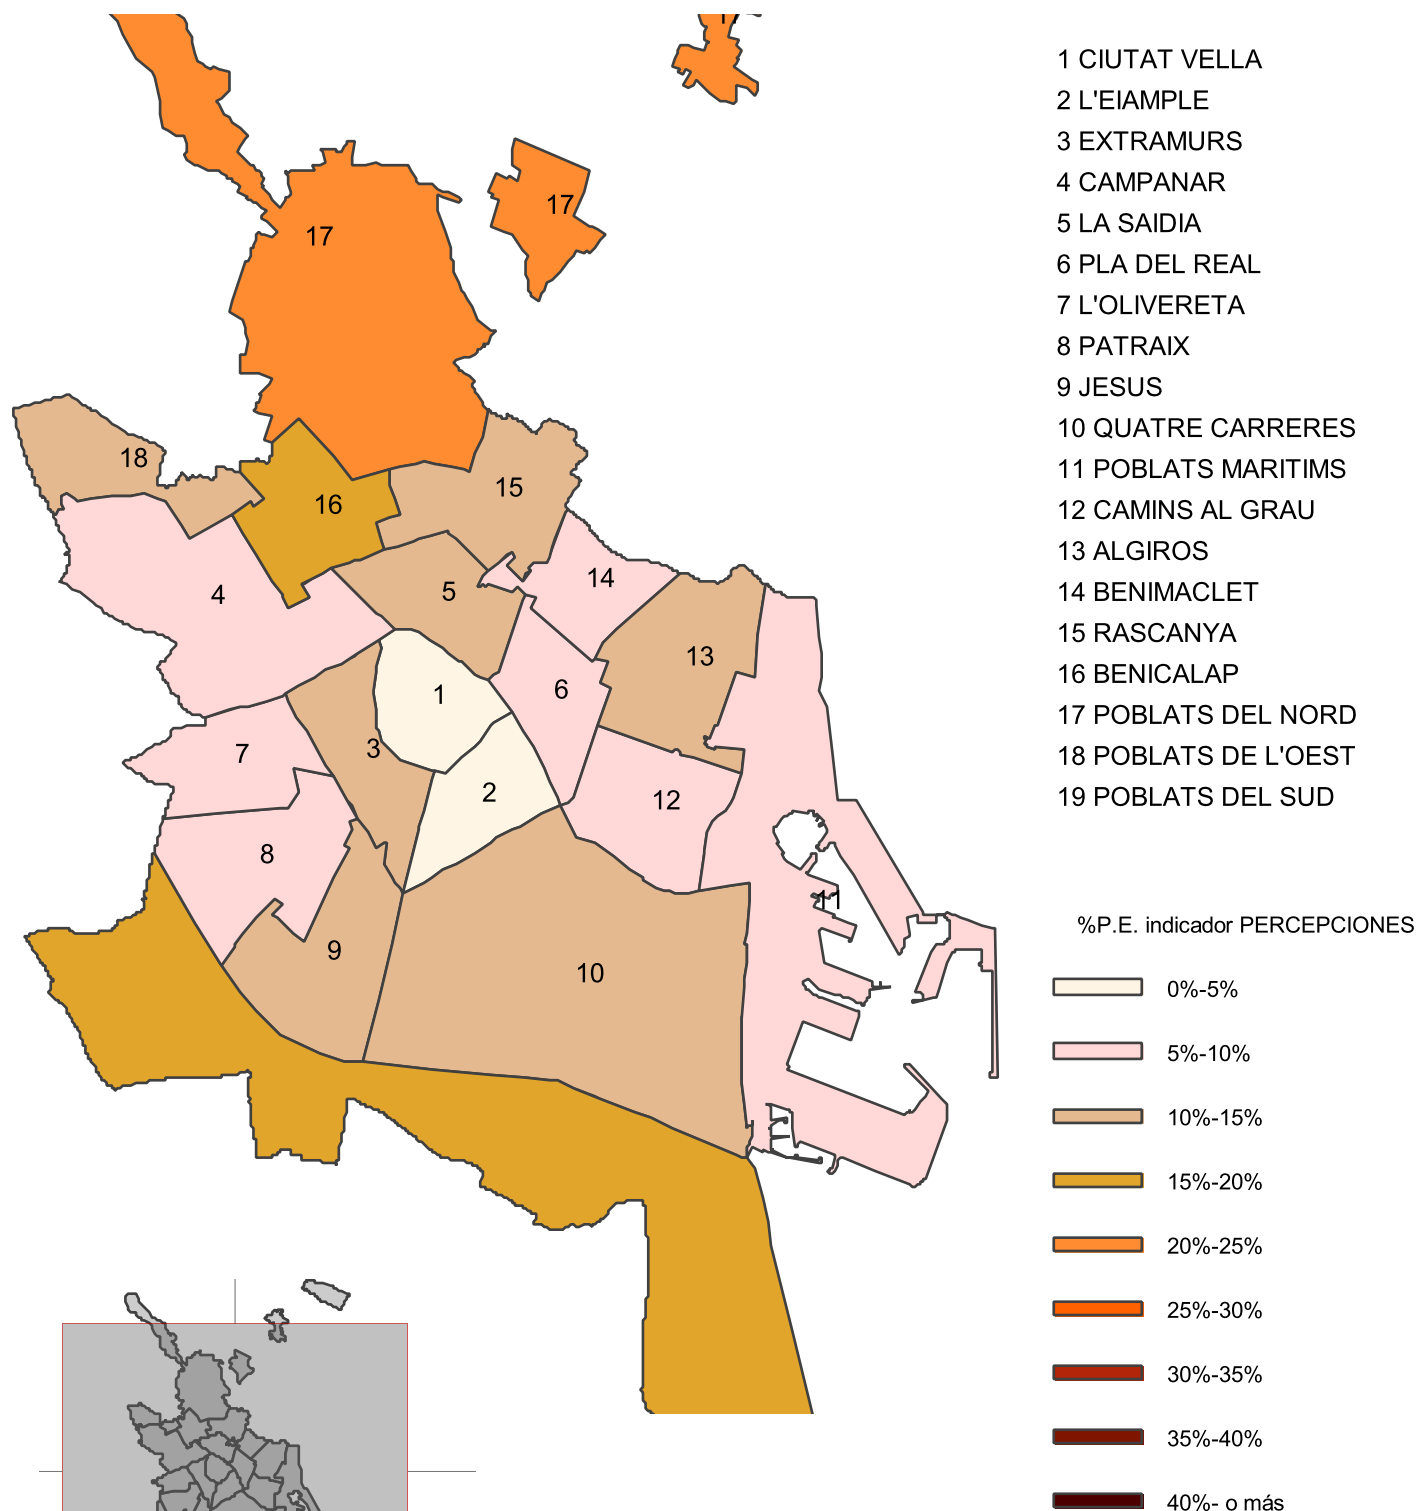 17
17
17
18
16
15
4
5
14
13
6
1
7
3
2
12
8
11
9
10
1 CIUTAT VELLA
2 L'EIAMPLE
3 EXTRAMURS
4 CAMPANAR
5 LA SAIDIA
6 PLA DEL REAL
7 L'OLIVERETA
8 PATRAIX
9 JESUS
10 QUATRE CARRERES
11 POBLATS MARITIMS
12 CAMINS AL GRAU
13 ALGIROS
14 BENIMACLET
15 RASCANYA
16 BENICALAP
17 POBLATS DEL NORD
18 POBLATS DE L'OEST
19 POBLATS DEL SUD
%P.E. indicador PERCEPCIONES
0%-5%
5%-10%
10%-15%
15%-20%
20%-25%
25%-30%
30%-35%
35%-40%
40%- o más